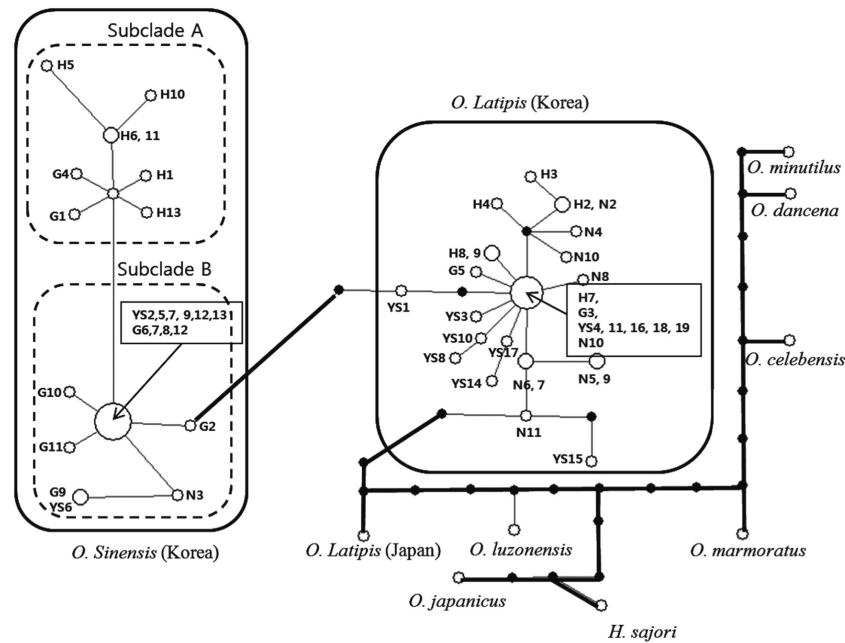 Subclade A
H5
H10
H6, 11
G4
H1
G1
H13
Subclade B
YS2,5,7, 9,12,13
G6,7,8,12
G10
G11
G2
G9
YS6
N3
O. Sinensis (Korea)
O. Latipis (Korea)
H3
H4
H2, N2
N4
N10
H8, 9
G5
N8
YS1
YS3
YS10
YS8
YS17
YS14
H7,
G3,
YS4, 11, 16, 18, 19
N10
N6, 7
N5, 9
N11
YS15
O. minutilus
O. dancena
O. celebensis
O. Latipis (Japan)
O. luzonensis
O. marmoratus
O. japanicus
H. sajori